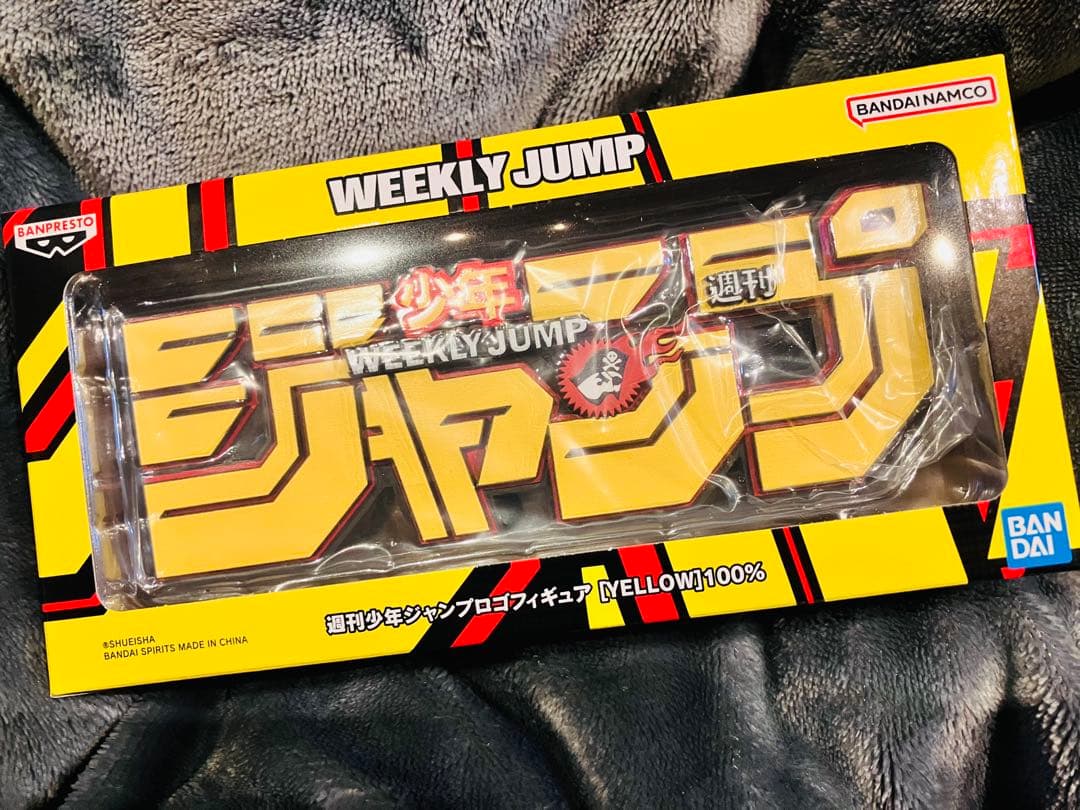 BANDAI NAMCO
WEEKLY JUMP
BANPRESTO
少年
週刊
WEEKLY JUMP
ジャンプ
BAN
DAI
週刊少年ジャンプロゴフィギュア [YELLOW]100%
®SHUEISHA
BANDAI SPIRITS MADE IN CHINA